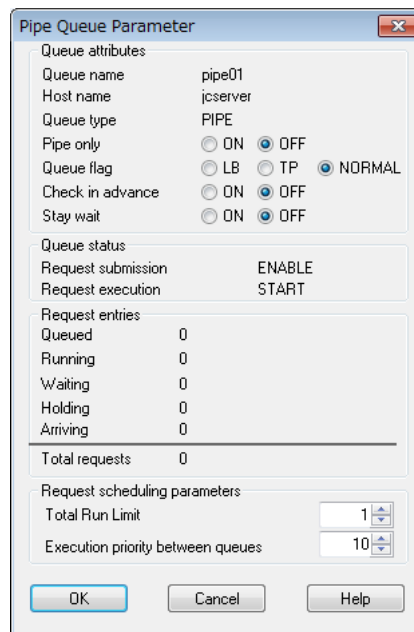 Pipe Queue Parameter
Queue attributes
Queue name pipe01
Host name jcserver
Queue type PIPE
Pipe only ON OFF
Queue flag LB TP NORMAL
Check in advance ON OFF
Stay wait ON OFF
Queue status
Request submission ENABLE
Request execution START
Request entries
Queued 0
Running 0
Waiting 0
Holding 0
Arriving 0
Total requests 0
Request scheduling parameters
Total Run Limit 1
Execution priority between queues 10
OK Cancel Help